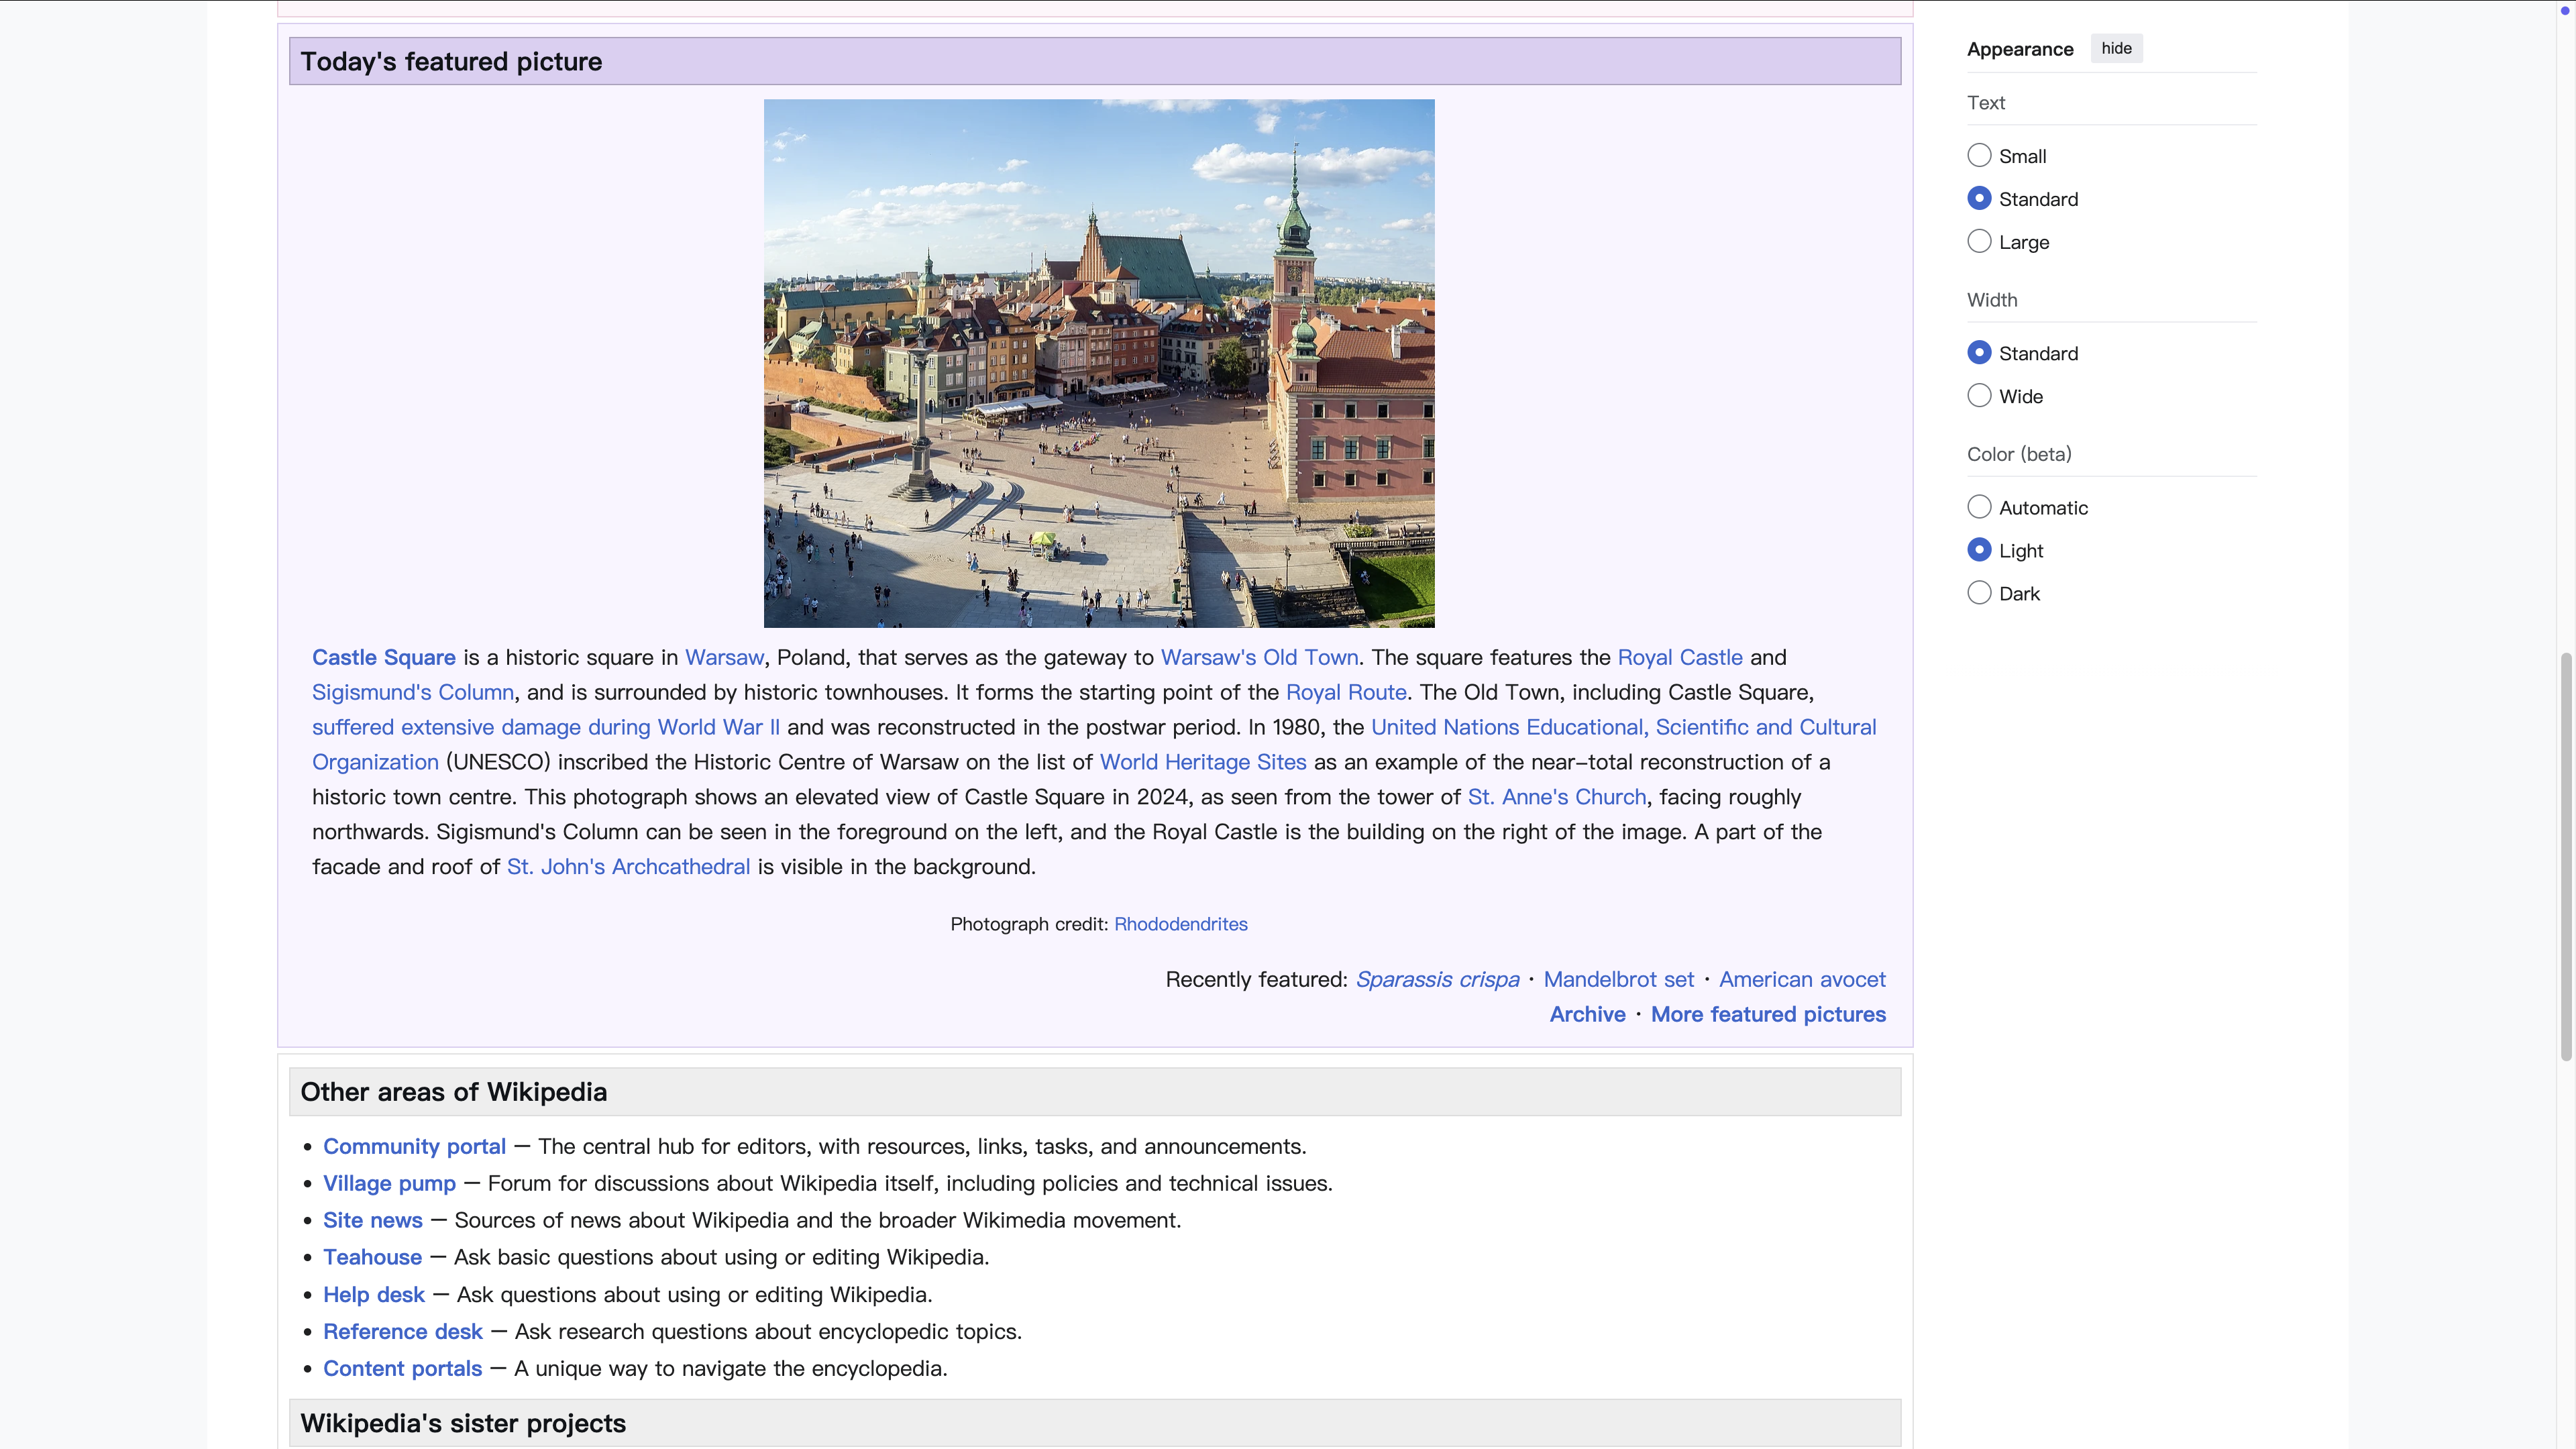 Today's featured picture
Castle Square is a historic square in Warsaw, Poland, that serves as the gateway to Warsaw's Old Town. The square features the Royal Castle and
Sigismund's Column, and is surrounded by historic townhouses. It forms the starting point of the Royal Route. The Old Town, including Castle Square,
suffered extensive damage during World War II and was reconstructed in the postwar period. In 1980, the United Nations Educational, Scientific and Cultural
Organization (UNESCO) inscribed the Historic Centre of Warsaw on the list of World Heritage Sites as an example of the near–total reconstruction of a
historic town centre. This photograph shows an elevated view of Castle Square in 2024, as seen from the tower of St. Anne's Church, facing roughly
northwards. Sigismund's Column can be seen in the foreground on the left, and the Royal Castle is the building on the right of the image. A part of the
facade and roof of St. John's Archcathedral is visible in the background.
Photograph credit: Rhododendrites
Recently featured: Sparassis crispa · Mandelbrot set · American avocet
Archive · More featured pictures
Other areas of Wikipedia
• Community portal — The central hub for editors, with resources, links, tasks, and announcements.
• Village pump — Forum for discussions about Wikipedia itself, including policies and technical issues.
• Site news — Sources of news about Wikipedia and the broader Wikimedia movement.
• Teahouse — Ask basic questions about using or editing Wikipedia.
• Help desk — Ask questions about using or editing Wikipedia.
• Reference desk — Ask research questions about encyclopedic topics.
• Content portals — A unique way to navigate the encyclopedia.
Wikipedia's sister projects
Appearance hide
Text
Small
Standard
Large
Width
Standard
Wide
Color (beta)
Automatic
Light
Dark